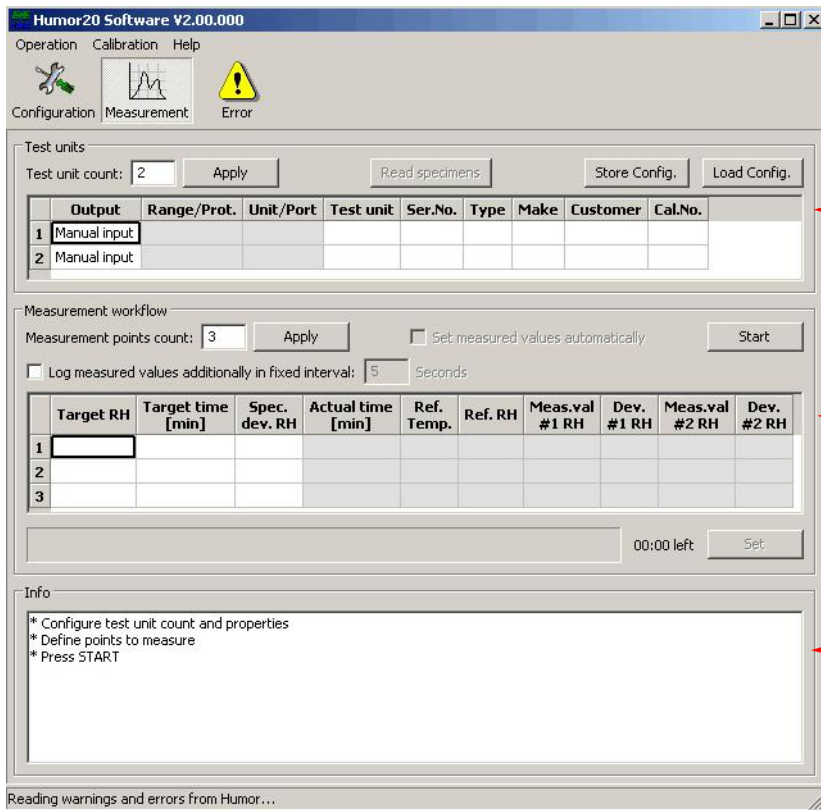 Humor20 Software V2.00.000
Operation Calibration Help
Configuration Measurement Error
Test units
Test unit count: 2 Apply Read specimens Store Config. Load Config.
Output Range/Prot. Unit/Port Test unit Ser.No. Type Make Customer Cal.No.
1 Manual input
2 Manual input
Measurement workflow
Measurement points count: 3 Apply Set measured values automatically Start
Log measured values additionally in fixed interval: 5 Seconds
Target RH Target time [min] Spec. dev. RH Actual time [min] Ref. Temp. Ref. RH Meas.val #1 RH Dev. #1 RH Meas.val #2 RH Dev. #2 RH
1
2
3
00:00 left Set
Info
* Configure test unit count and properties
* Define points to measure
* Press START
Reading warnings and errors from Humor...